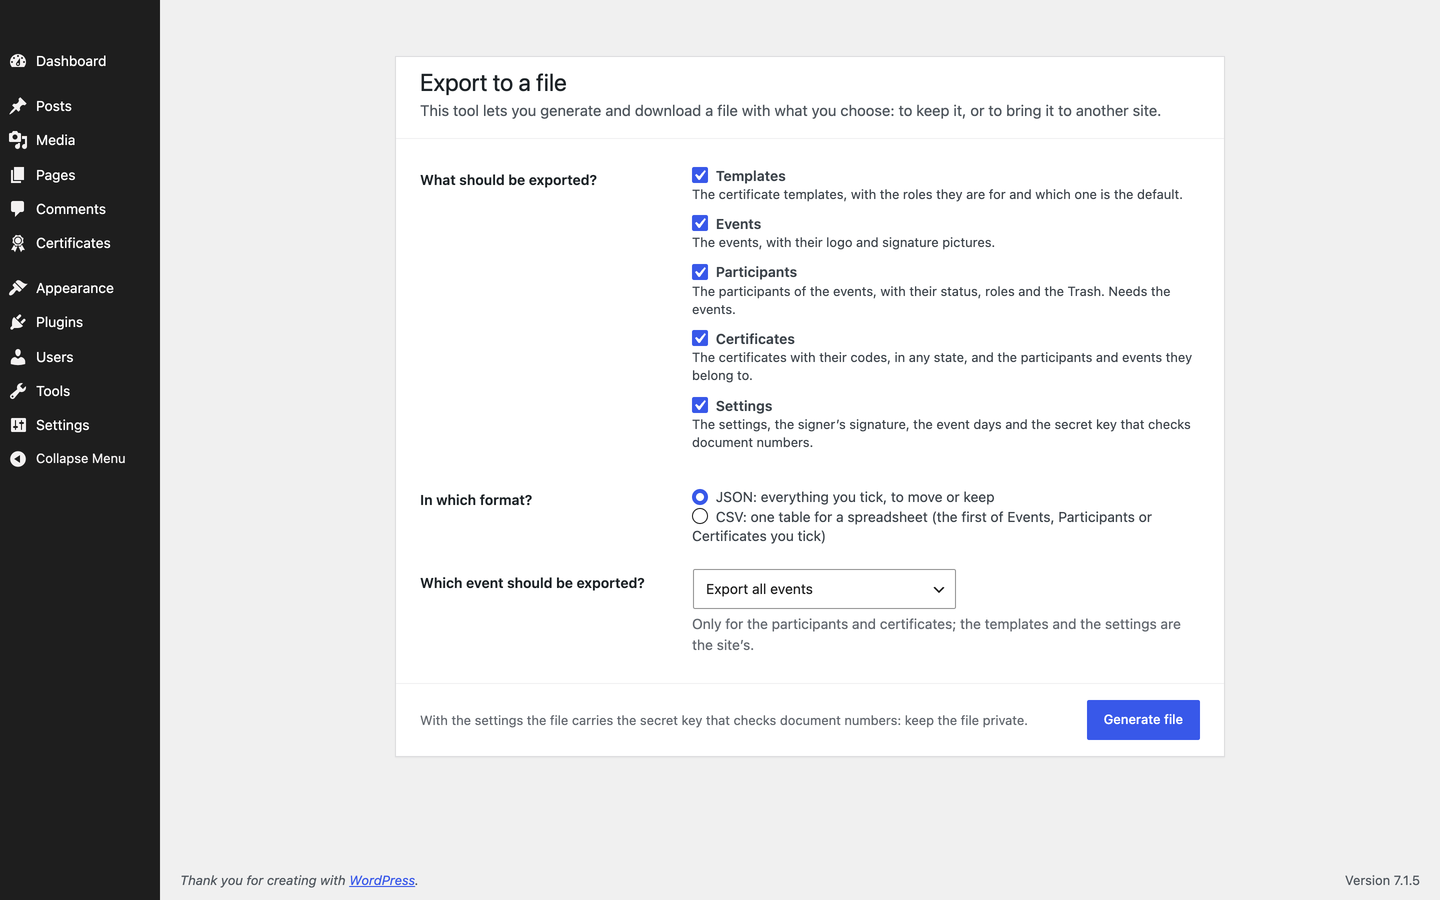 Dashboard
Posts
Media
Pages
Comments
Certificates
Appearance
Plugins
Users
Tools
Settings
Collapse Menu
Export to a file
This tool lets you generate and download a file with what you choose: to keep it, or to bring it to another site.
What should be exported?
Templates
The certificate templates, with the roles they are for and which one is the default.
Events
The events, with their logo and signature pictures.
Participants
The participants of the events, with their status, roles and the Trash. Needs the
events.
Certificates
The certificates with their codes, in any state, and the participants and events they
belong to.
Settings
The settings, the signer’s signature, the event days and the secret key that checks
document numbers.
In which format?
JSON: everything you tick, to move or keep
CSV: one table for a spreadsheet (the first of Events, Participants or
Certificates you tick)
Which event should be exported?
Export all events
Only for the participants and certificates; the templates and the settings are
the site’s.
With the settings the file carries the secret key that checks document numbers: keep the file private.
Generate file
Thank you for creating with WordPress.
Version 7.1.5